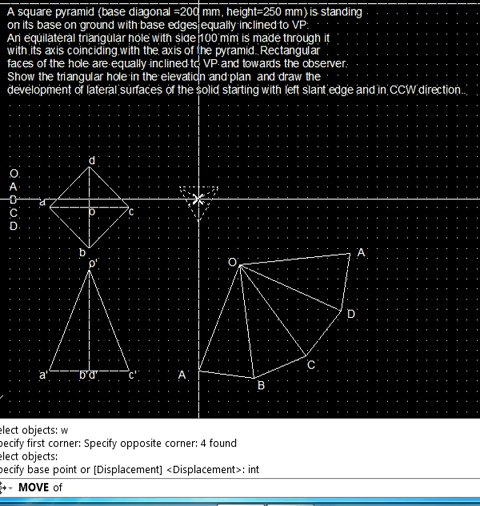 A square pyramid (base diagonal =200 mm, height=250 mm) is standing
on its base on ground with base edges equally inclined to VP.
An equilateral triangular hole with side 100 mm is made through it
with its axis coinciding with the axis of the pyramid. Rectangular
faces of the hole are equally inclined to VP and towards the observer.
Show the triangular hole in the elevation and plan and draw the
development of lateral surfaces of the solid starting with left slant edge and in CCW direction..
d
O
A
B
C
D
a
p
c
b
p'
a'
b'd'
c'
O
A
D
C
B
A
elect objects: w
pecify first corner: Specify opposite corner: 4 found
elect objects:
pecify base point or [Displacement] <Displacement>: int
MOVE of